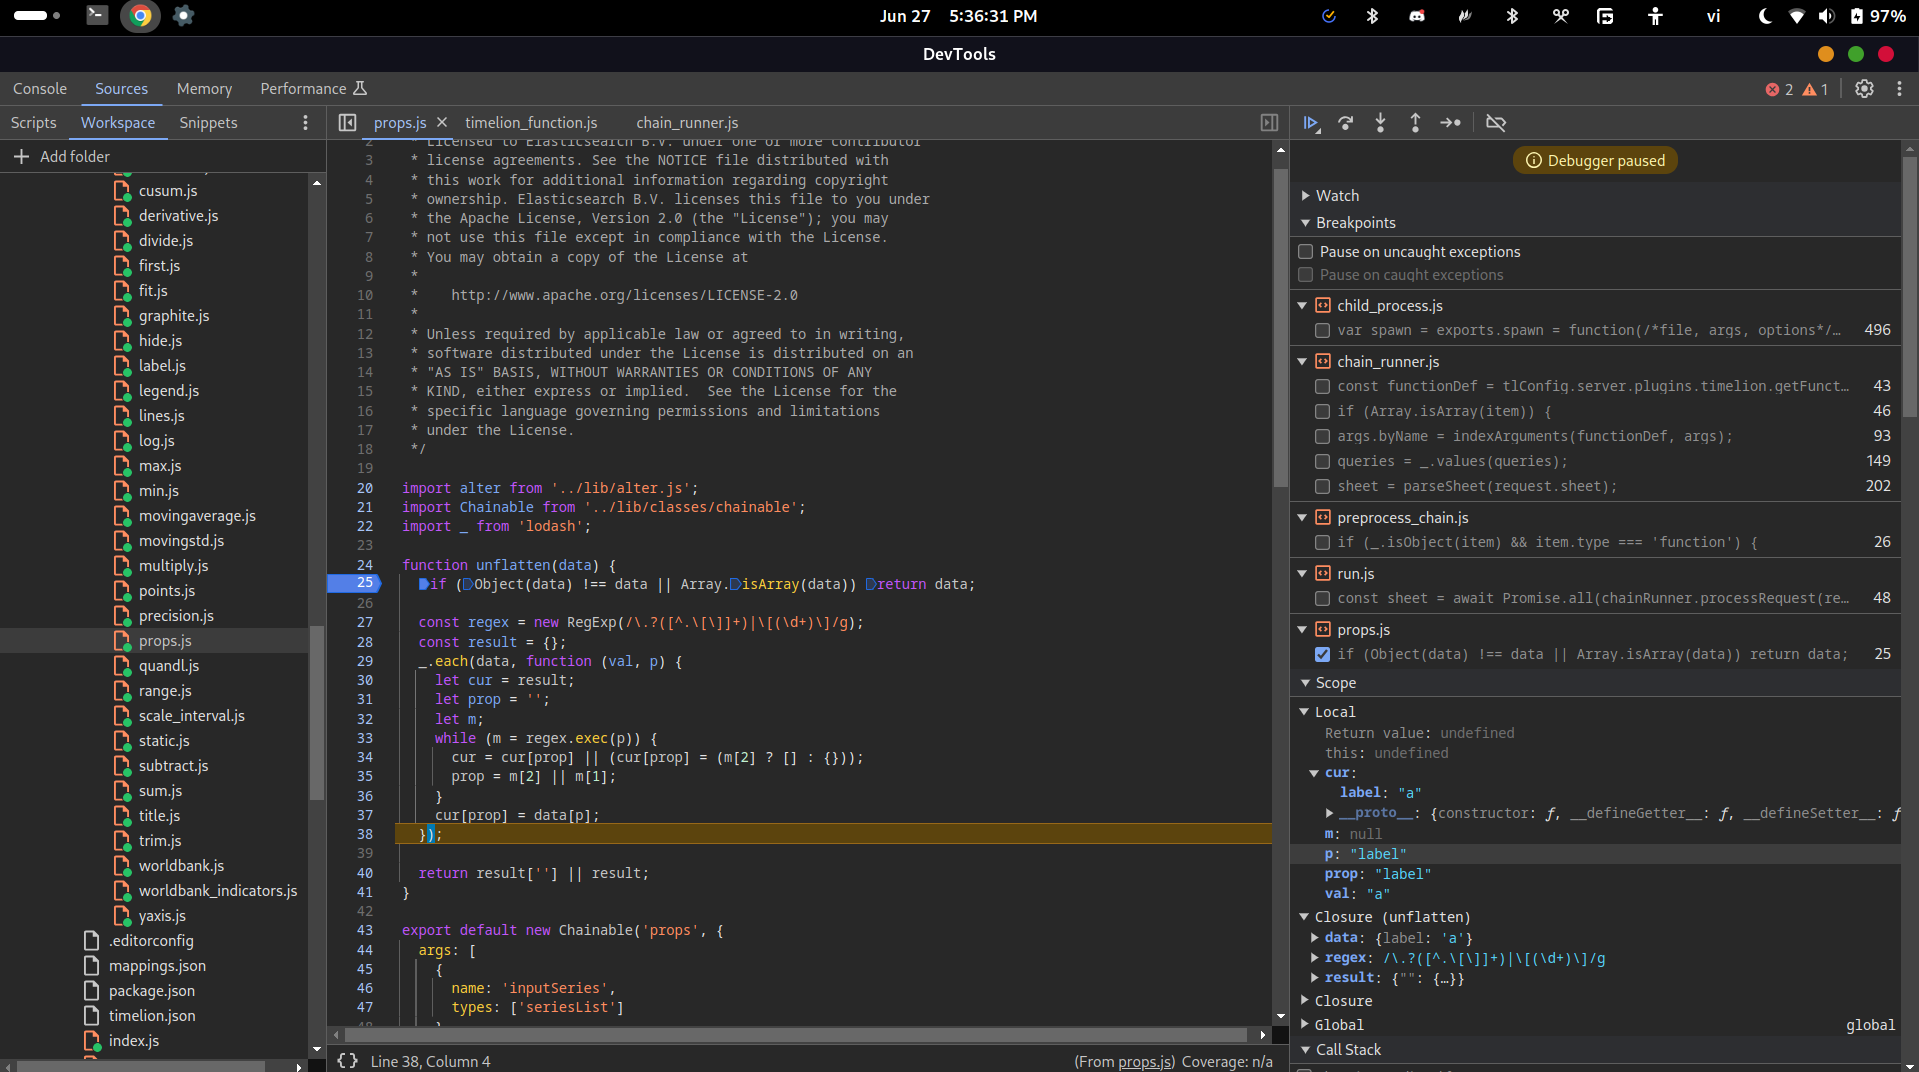 Jun 27 5:36:31 PM
vi
97%
DevTools
Console Sources Memory Performance
2 1
Scripts Workspace Snippets
props.js timelion_function.js chain_runner.js
Add folder
cusum.js
derivative.js
divide.js
first.js
fit.js
graphite.js
hide.js
label.js
legend.js
lines.js
log.js
max.js
min.js
movingaverage.js
movingstd.js
multiply.js
points.js
precision.js
props.js
quandl.js
range.js
scale_interval.js
static.js
subtract.js
sum.js
title.js
trim.js
worldbank.js
worldbank_indicators.js
yaxis.js
.editorconfig
mappings.json
package.json
timelion.json
index.js
2 * Licensed to Elasticsearch B.V. under one or more contributor
3 * license agreements. See the NOTICE file distributed with
4 * this work for additional information regarding copyright
5 * ownership. Elasticsearch B.V. licenses this file to you under
6 * the Apache License, Version 2.0 (the "License"); you may
7 * not use this file except in compliance with the License.
8 * You may obtain a copy of the License at
9 *
10 *    http://www.apache.org/licenses/LICENSE-2.0
11 *
12 * Unless required by applicable law or agreed to in writing,
13 * software distributed under the License is distributed on an
14 * "AS IS" BASIS, WITHOUT WARRANTIES OR CONDITIONS OF ANY
15 * KIND, either express or implied.  See the License for the
16 * specific language governing permissions and limitations
17 * under the License.
18 */
19
20 import alter from '../lib/alter.js';
21 import Chainable from '../lib/classes/chainable';
22 import _ from 'lodash';
23
24 function unflatten(data) {
25 if (Object(data) !== data || Array.isArray(data)) return data;
26
27 const regex = new RegExp(/\.?([^.\[\]]+)|\[(\d+)\]/g);
28 const result = {};
29 _.each(data, function (val, p) {
30 let cur = result;
31 let prop = '';
32 let m;
33 while (m = regex.exec(p)) {
34 cur = cur[prop] || (cur[prop] = (m[2] ? [] : {}));
35 prop = m[2] || m[1];
36 }
37 cur[prop] = data[p];
38 });
39
40 return result[''] || result;
41 }
42
43 export default new Chainable('props', {
44 args: [
45 {
46 name: 'inputSeries',
47 types: ['seriesList']
48 }
{} Line 38, Column 4 (From props.js) Coverage: n/a
Debugger paused
Watch
Breakpoints
Pause on uncaught exceptions
Pause on caught exceptions
child_process.js
var spawn = exports.spawn = function(/*file, args, options*/… 496
chain_runner.js
const functionDef = tlConfig.server.plugins.timelion.getFunct… 43
if (Array.isArray(item)) { 46
args.byName = indexArguments(functionDef, args); 93
queries = _.values(queries); 149
sheet = parseSheet(request.sheet); 202
preprocess_chain.js
if (_.isObject(item) && item.type === 'function') { 26
run.js
const sheet = await Promise.all(chainRunner.processRequest(re… 48
props.js
if (Object(data) !== data || Array.isArray(data)) return data; 25
Scope
Local
Return value: undefined
this: undefined
cur:
label: "a"
__proto__: {constructor: ƒ, __defineGetter__: ƒ, __defineSetter__: ƒ
m: null
p: "label"
prop: "label"
val: "a"
Closure (unflatten)
data: {label: 'a'}
regex: /\.?([^.\[\]]+)|\[(\d+)\]/g
result: {"": {…}}
Closure
Global global
Call Stack